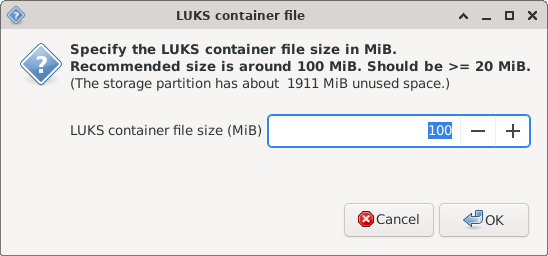 LUKS container file
Specify the LUKS container file size in MiB.
Recommended size is around 100 MiB. Should be >= 20 MiB.
(The storage partition has about  1911 MiB unused space.)
LUKS container file size (MiB) 100
Cancel OK